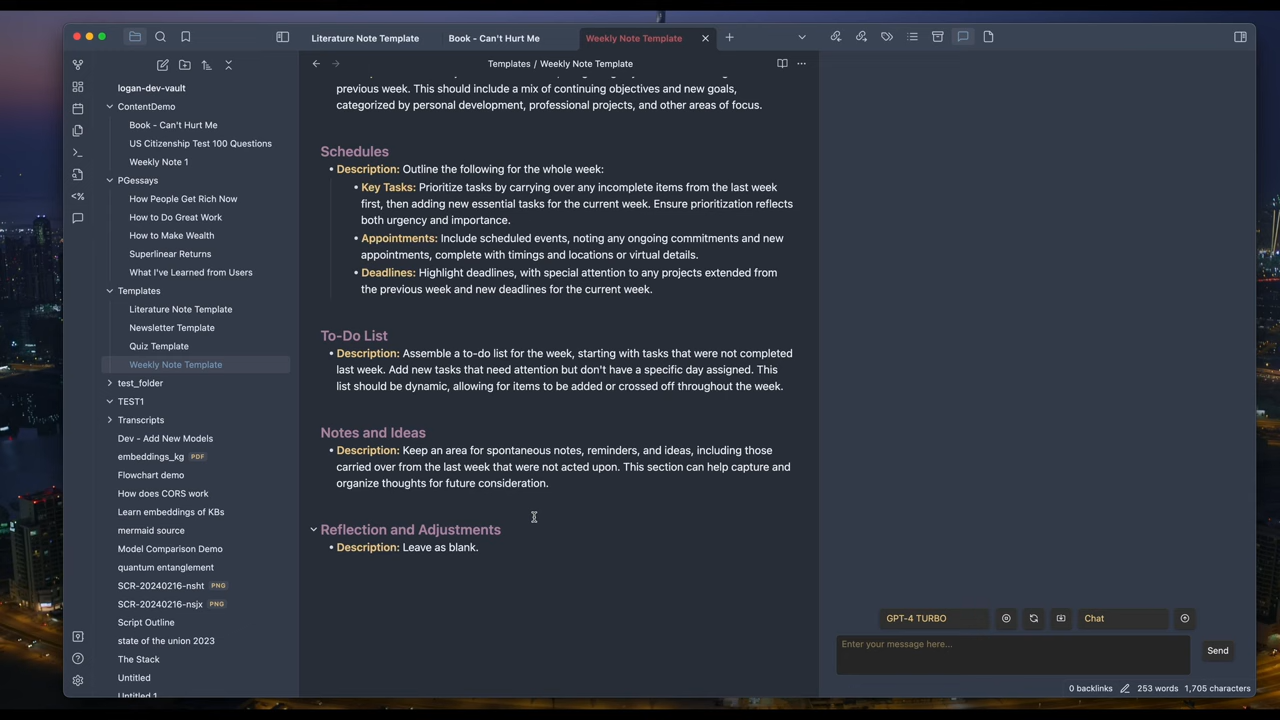 Literature Note Template
Book - Can't Hurt Me
Weekly Note Template
Templates / Weekly Note Template
logan-dev-vault
ContentDemo
Book - Can't Hurt Me
US Citizenship Test 100 Questions
Weekly Note 1
PGessays
How People Get Rich Now
How to Do Great Work
How to Make Wealth
Superlinear Returns
What I've Learned from Users
Templates
Literature Note Template
Newsletter Template
Quiz Template
Weekly Note Template
test_folder
TEST1
Transcripts
Dev - Add New Models
embeddings_kg PDF
Flowchart demo
How does CORS work
Learn embeddings of KBs
mermaid source
Model Comparison Demo
quantum entanglement
SCR-20240216-nsht PNG
SCR-20240216-nsjx PNG
Script Outline
state of the union 2023
The Stack
Untitled
Untitled 1
previous week. This should include a mix of continuing objectives and new goals,
categorized by personal development, professional projects, and other areas of focus.
Schedules
• Description: Outline the following for the whole week:
• Key Tasks: Prioritize tasks by carrying over any incomplete items from the last week
first, then adding new essential tasks for the current week. Ensure prioritization reflects
both urgency and importance.
• Appointments: Include scheduled events, noting any ongoing commitments and new
appointments, complete with timings and locations or virtual details.
• Deadlines: Highlight deadlines, with special attention to any projects extended from
the previous week and new deadlines for the current week.
To-Do List
• Description: Assemble a to-do list for the week, starting with tasks that were not completed
last week. Add new tasks that need attention but don't have a specific day assigned. This
list should be dynamic, allowing for items to be added or crossed off throughout the week.
Notes and Ideas
• Description: Keep an area for spontaneous notes, reminders, and ideas, including those
carried over from the last week that were not acted upon. This section can help capture and
organize thoughts for future consideration.
Reflection and Adjustments
• Description: Leave as blank.
GPT-4 TURBO
Chat
Enter your message here...
Send
0 backlinks
253 words
1,705 characters